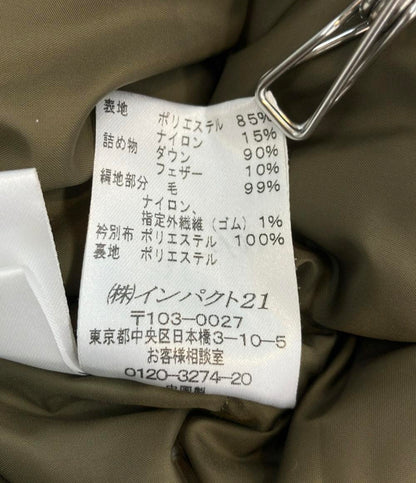 表地 ポリエステル 85%
ナイロン 15%
詰め物 ダウン 90%
フェザー 10%
絹地部分 毛 99%
ナイロン、
指定外繊維(ゴム) 1%
衿別布 ポリエステル 100%
裏地 ポリエステル
(株)インパクト21
〒103-0027
東京都中央区日本橋3-10-5
お客様相談室
0120-3274-20
中国製